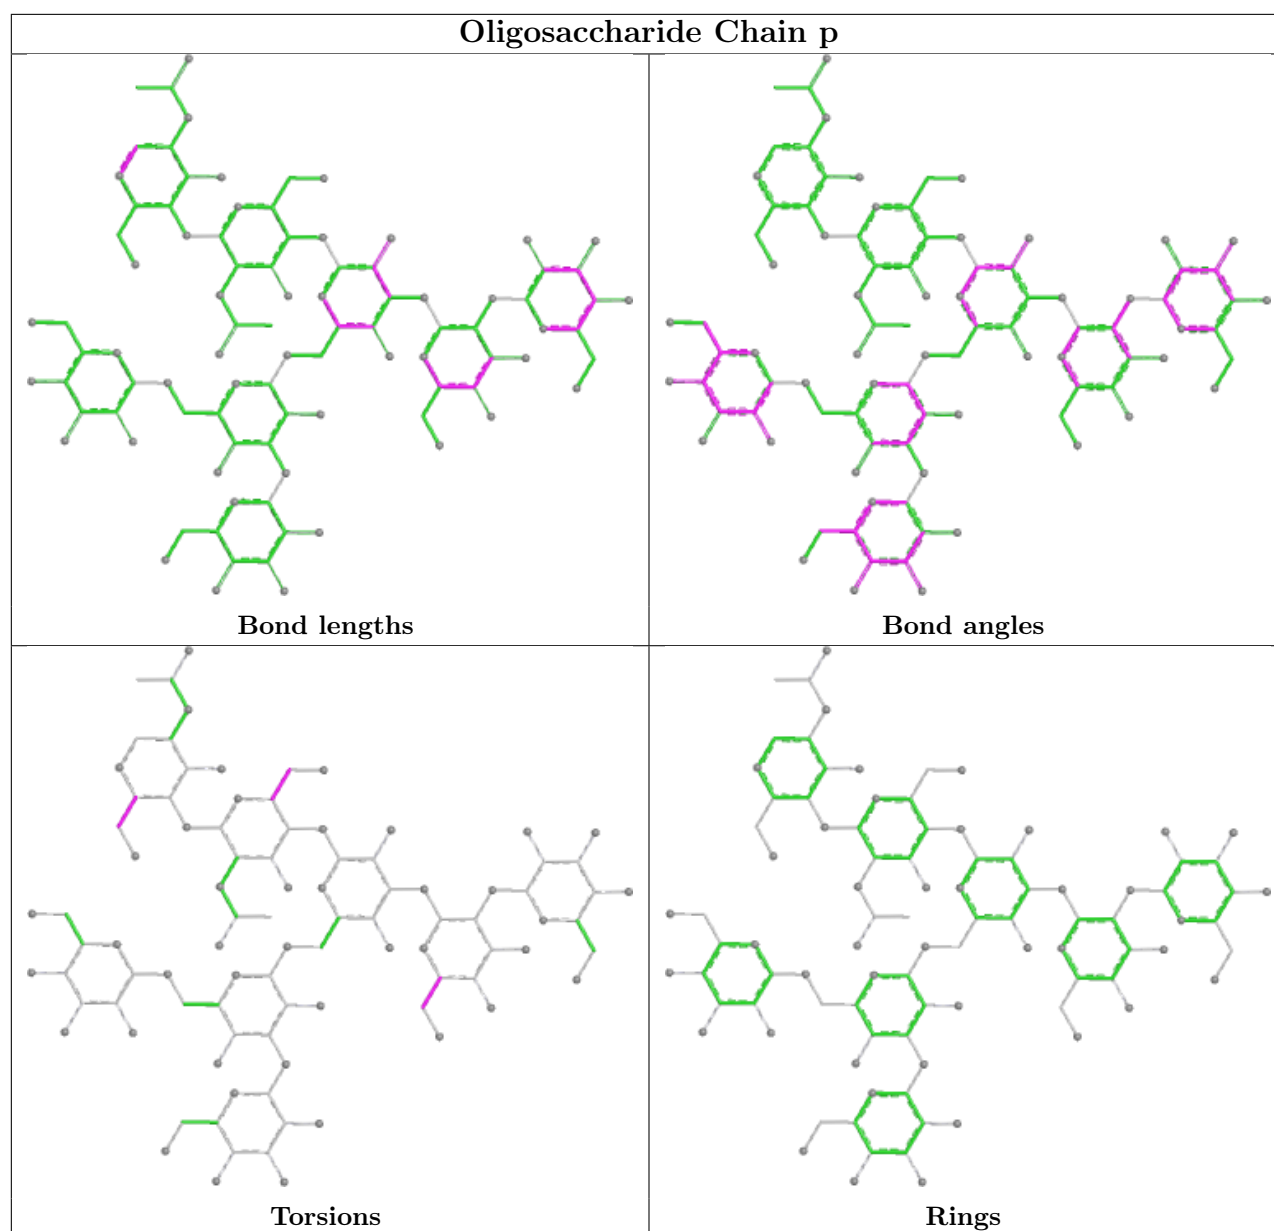 Oligosaccharide Chain p
Bond lengths
Bond angles
Torsions
Rings